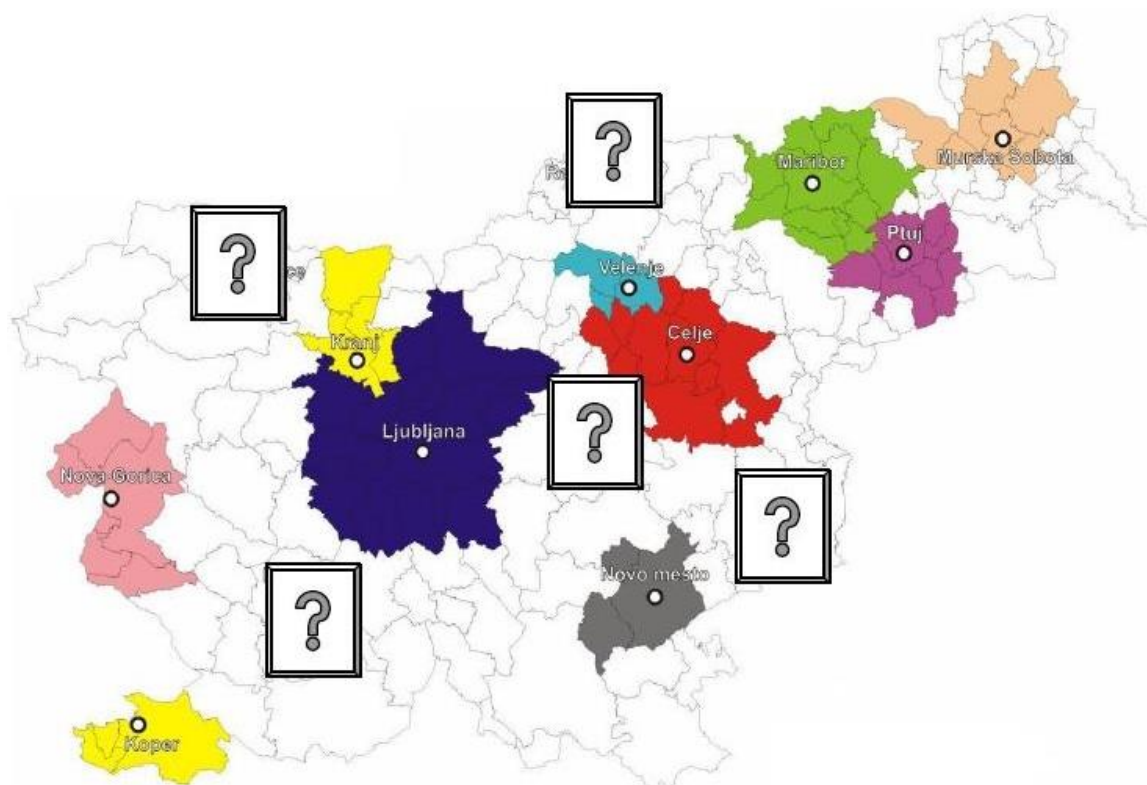 ?
Maribor
Murska Sobota
?
Ptuj
Velenje
Kranj
Celje
?
Ljubljana
Nova Gorica
?
Novo mesto
?
Koper